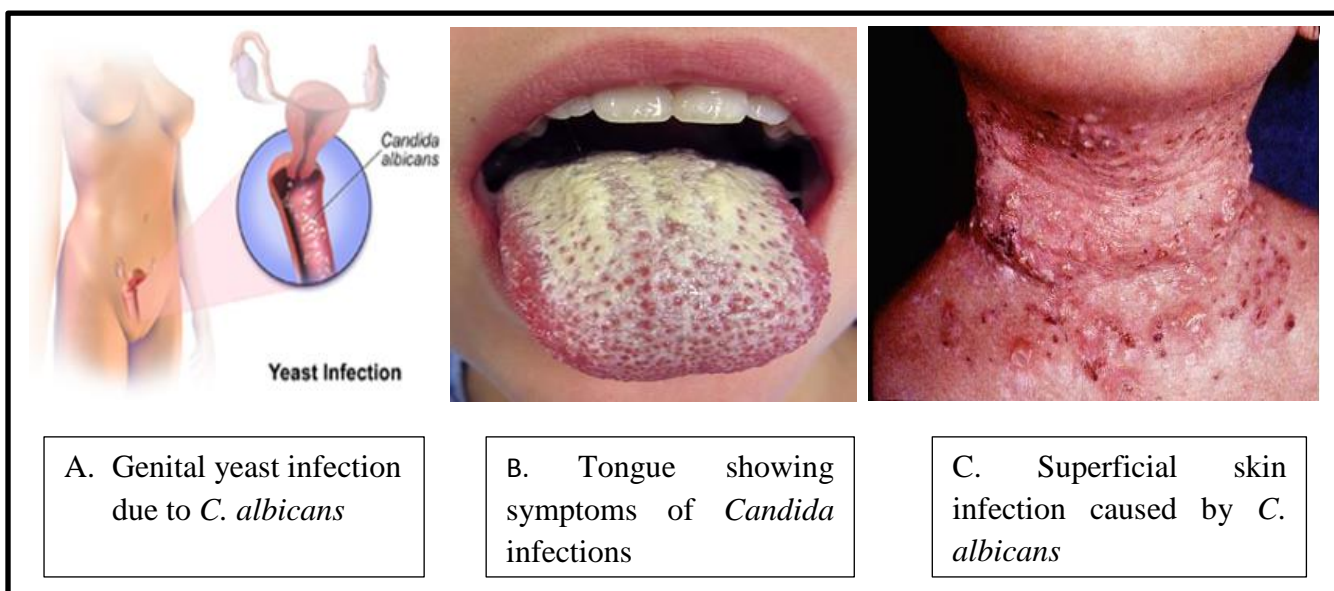 Candida
albicans
Yeast Infection
A. Genital yeast infection
due to C. albicans
B. Tongue showing
symptoms of Candida
infections
C. Superficial skin
infection caused by C.
albicans